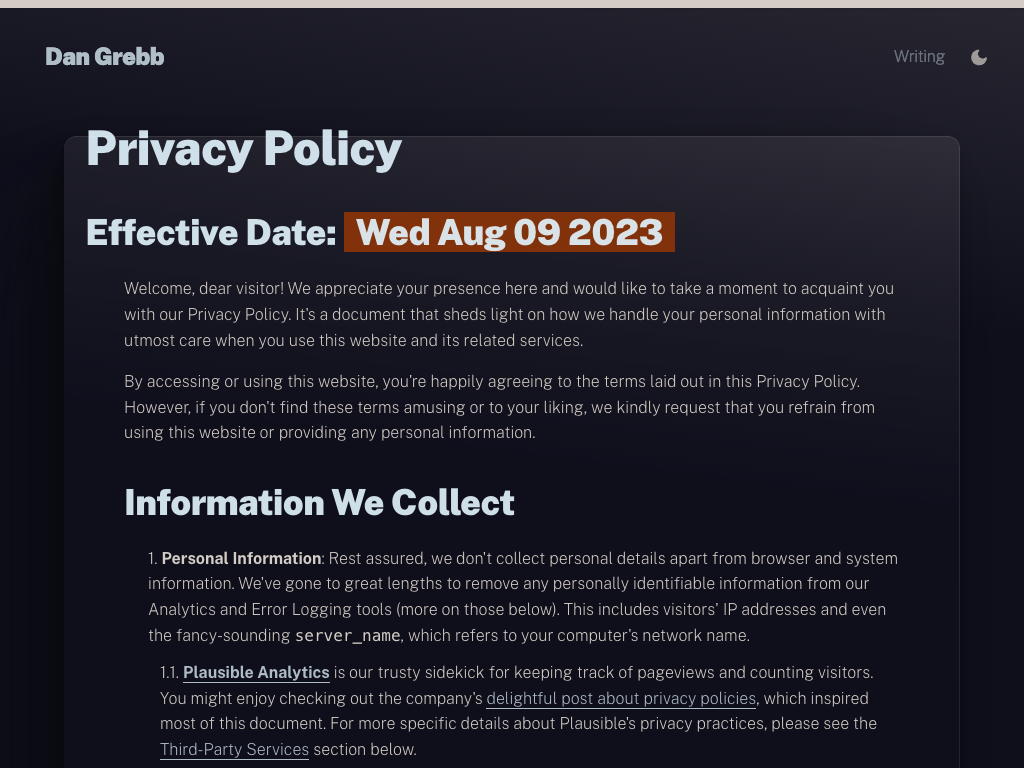 Dan Grebb
Writing
Privacy Policy
Effective Date: Wed Aug 09 2023
Welcome, dear visitor! We appreciate your presence here and would like to take a moment to acquaint you
with our Privacy Policy. It's a document that sheds light on how we handle your personal information with
utmost care when you use this website and its related services.
By accessing or using this website, you're happily agreeing to the terms laid out in this Privacy Policy.
However, if you don't find these terms amusing or to your liking, we kindly request that you refrain from
using this website or providing any personal information.
Information We Collect
1. Personal Information: Rest assured, we don't collect personal details apart from browser and system
information. We've gone to great lengths to remove any personally identifiable information from our
Analytics and Error Logging tools (more on those below). This includes visitors' IP addresses and even
the fancy-sounding server_name, which refers to your computer's network name.
1.1. Plausible Analytics is our trusty sidekick for keeping track of pageviews and counting visitors.
You might enjoy checking out the company's delightful post about privacy policies, which inspired
most of this document. For more specific details about Plausible's privacy practices, please see the
Third-Party Services section below.